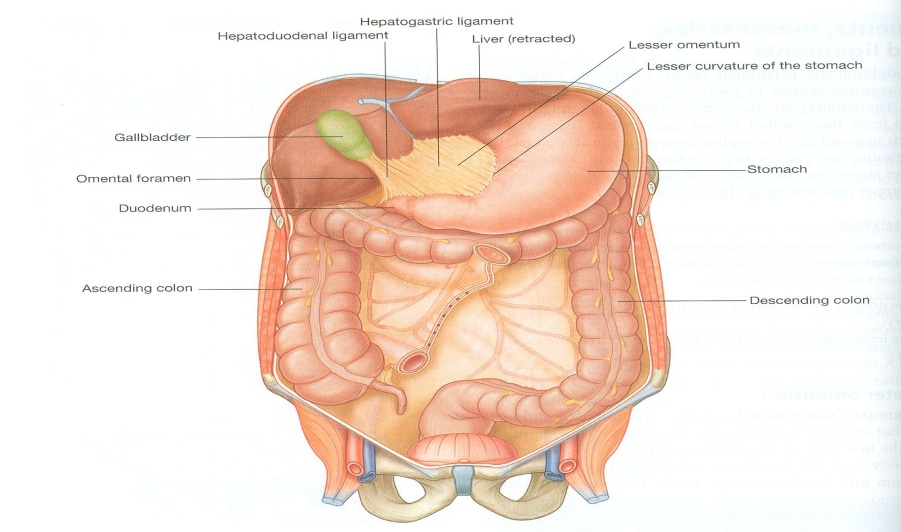 Hepatogastric ligament
Hepatoduodenal ligament
Liver (retracted)
Lesser omentum
Lesser curvature of the stomach
Gallbladder
Omental foramen
Stomach
Duodenum
Ascending colon
Descending colon